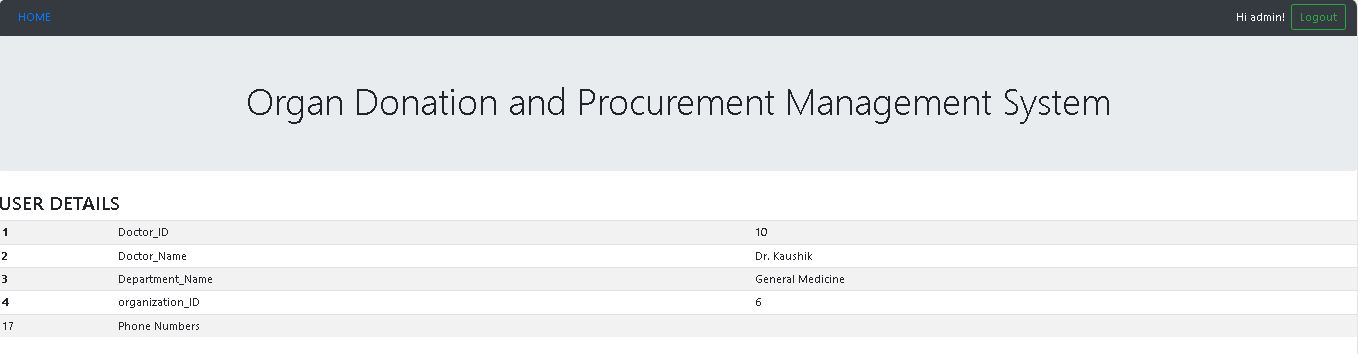 HOME Hi admin! Logout
Organ Donation and Procurement Management System
USER DETAILS
1 Doctor_ID 10
2 Doctor_Name Dr. Kaushik
3 Department_Name General Medicine
4 organization_ID 6
17 Phone Numbers